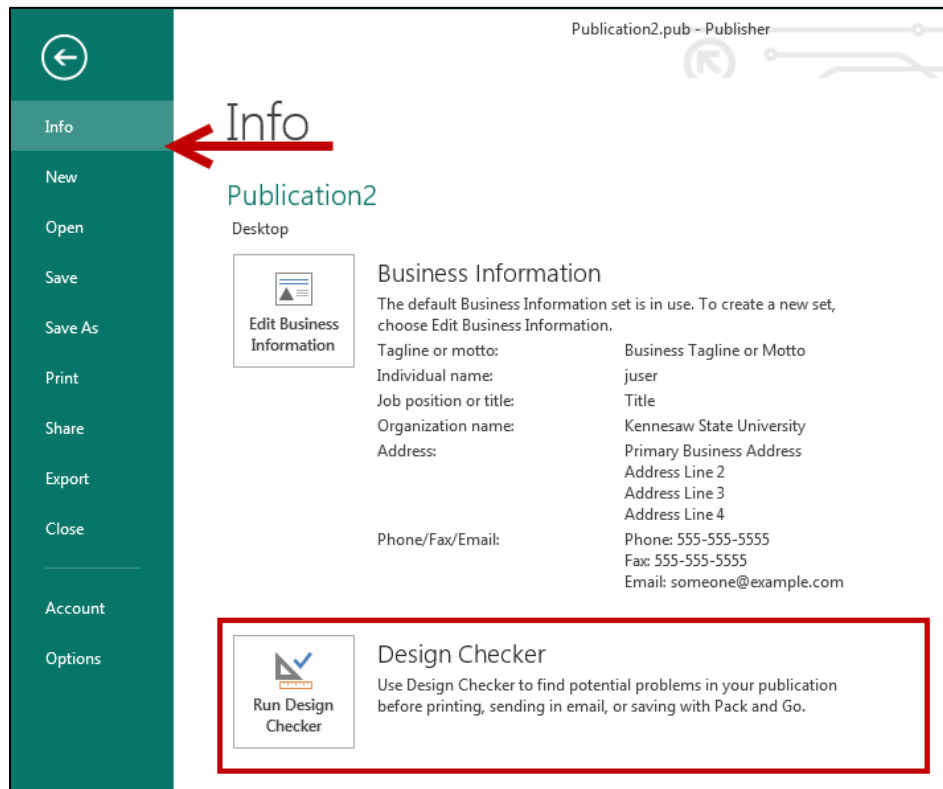 Publication2.pub - Publisher
Info
New
Open
Save
Save As
Print
Share
Export
Close
Account
Options
Info
Publication2
Desktop
Edit Business
Information
Business Information
The default Business Information set is in use. To create a new set,
choose Edit Business Information.
Tagline or motto: Business Tagline or Motto
Individual name: juser
Job position or title: Title
Organization name: Kennesaw State University
Address: Primary Business Address
Address Line 2
Address Line 3
Address Line 4
Phone/Fax/Email: Phone: 555-555-5555
Fax: 555-555-5555
Email: someone@example.com
Run Design
Checker
Design Checker
Use Design Checker to find potential problems in your publication
before printing, sending in email, or saving with Pack and Go.